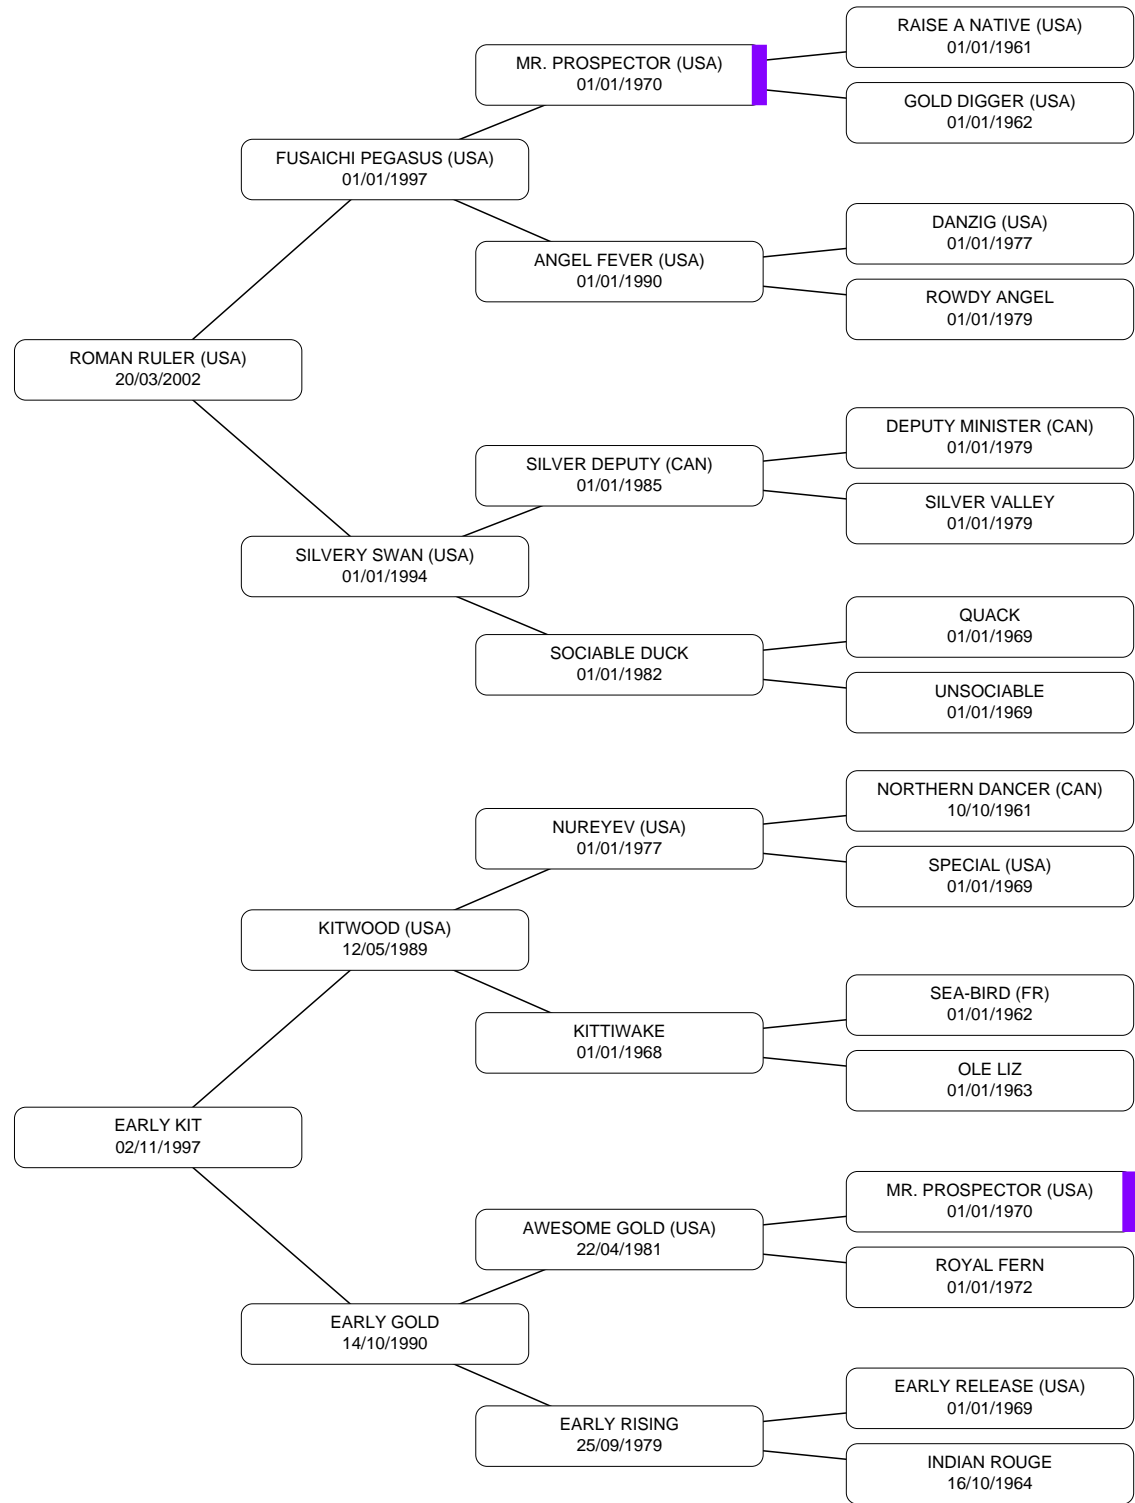 RAISE A NATIVE (USA)
01/01/1961
MR. PROSPECTOR (USA)
01/01/1970
GOLD DIGGER (USA)
01/01/1962
FUSAICHI PEGASUS (USA)
01/01/1997
DANZIG (USA)
01/01/1977
ANGEL FEVER (USA)
01/01/1990
ROWDY ANGEL
01/01/1979
ROMAN RULER (USA)
20/03/2002
DEPUTY MINISTER (CAN)
01/01/1979
SILVER DEPUTY (CAN)
01/01/1985
SILVER VALLEY
01/01/1979
SILVERY SWAN (USA)
01/01/1994
QUACK
01/01/1969
SOCIABLE DUCK
01/01/1982
UNSOCIABLE
01/01/1969
NORTHERN DANCER (CAN)
10/10/1961
NUREYEV (USA)
01/01/1977
SPECIAL (USA)
01/01/1969
KITWOOD (USA)
12/05/1989
SEA-BIRD (FR)
01/01/1962
KITTIWAKE
01/01/1968
OLE LIZ
01/01/1963
EARLY KIT
02/11/1997
MR. PROSPECTOR (USA)
01/01/1970
AWESOME GOLD (USA)
22/04/1981
ROYAL FERN
01/01/1972
EARLY GOLD
14/10/1990
EARLY RELEASE (USA)
01/01/1969
EARLY RISING
25/09/1979
INDIAN ROUGE
16/10/1964